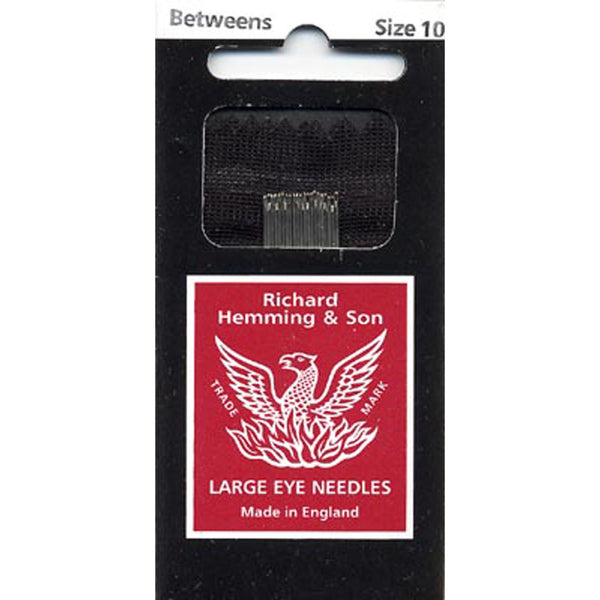 Betweens Size 10
Richard
Hemming & Son
TRADE MARK
LARGE EYE NEEDLES
Made in England